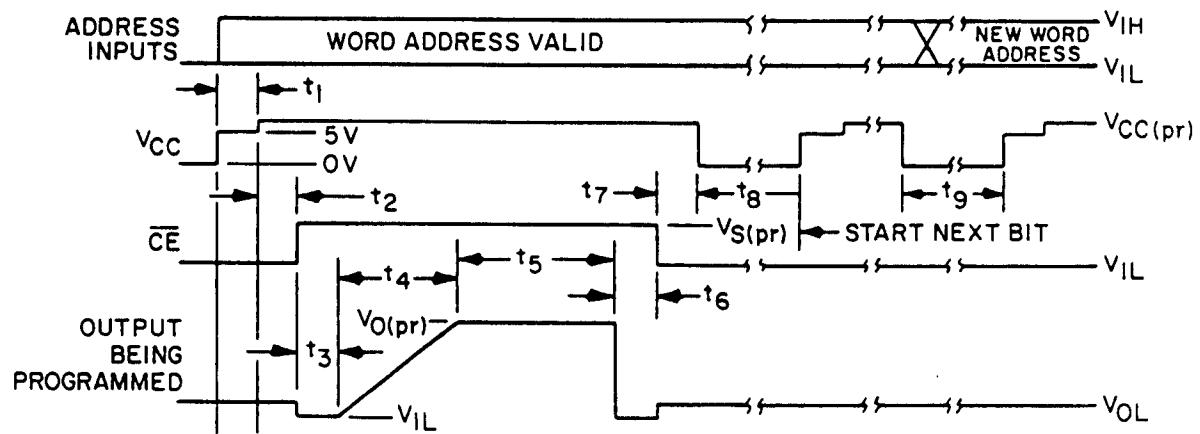 ADDRESS
INPUTS
WORD ADDRESS VALID
NEW WORD
ADDRESS
VIH
VIL
t1
VCC
5V
0V
VCC(pr)
t2
t7
t8
t9
CE
VS(pr)
START NEXT BIT
VIL
t4
t5
t6
OUTPUT
BEING
PROGRAMMED
VO(pr)
t3
VIL
VOL